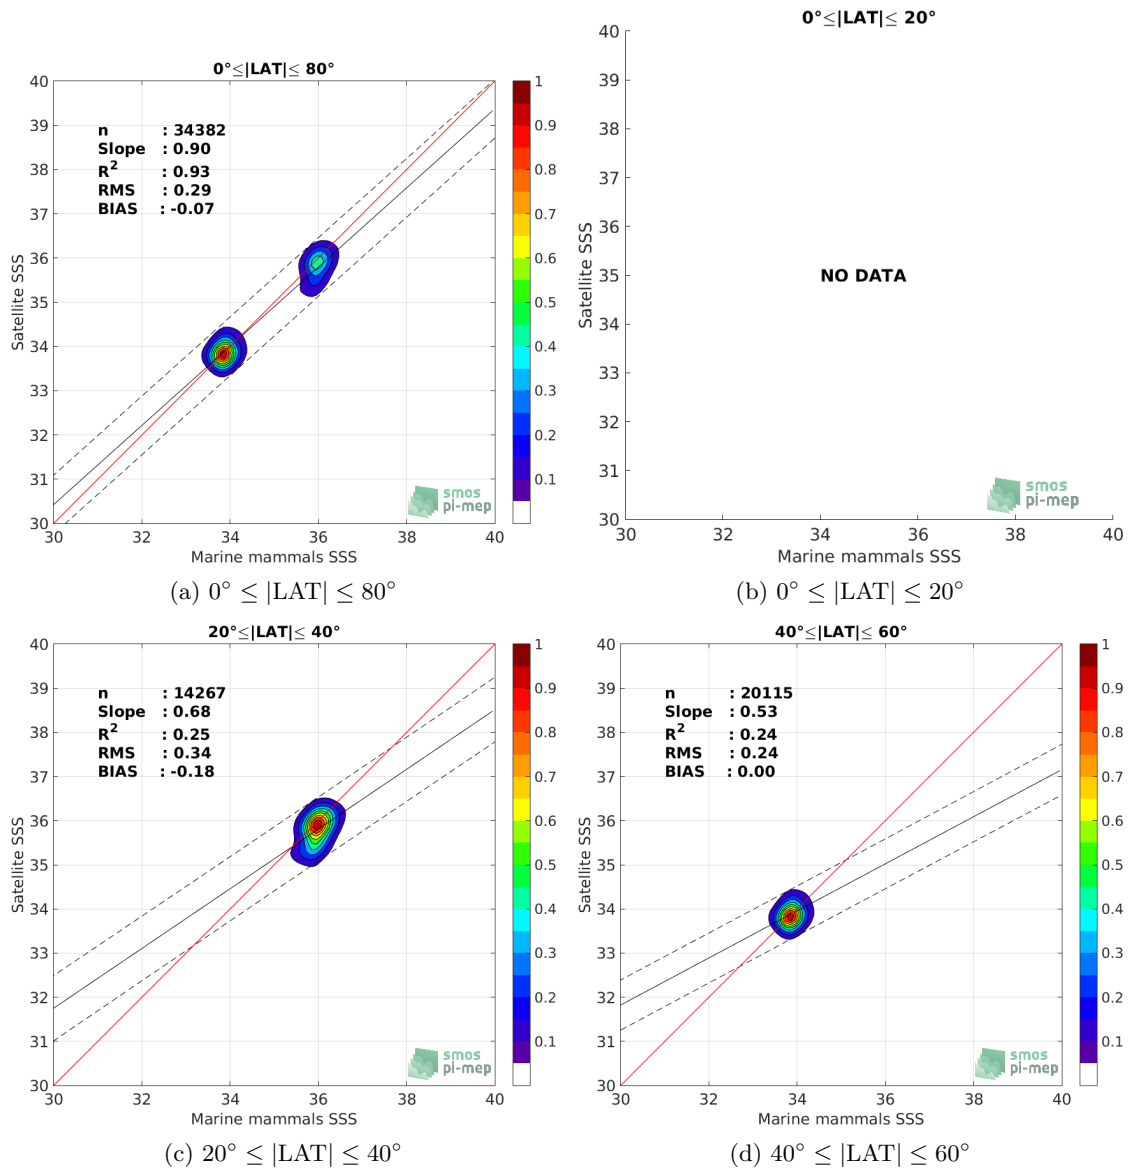 0°≤|LAT|≤ 80°
n : 34382
Slope : 0.90
R2 : 0.93
RMS : 0.29
BIAS : -0.07
40
39
38
37
36
35
34
33
32
31
30
30 32 34 36 38 40
Satellite SSS
Marine mammals SSS
1
0.9
0.8
0.7
0.6
0.5
0.4
0.3
0.2
0.1
smos
pi-mep
(a) 0° ≤ |LAT| ≤ 80°
0°≤|LAT|≤ 20°
40
39
38
37
36
35
34
33
32
31
30
30 32 34 36 38 40
Satellite SSS
Marine mammals SSS
NO DATA
smos
pi-mep
(b) 0° ≤ |LAT| ≤ 20°
20°≤|LAT|≤ 40°
n : 14267
Slope : 0.68
R2 : 0.25
RMS : 0.34
BIAS : -0.18
40
39
38
37
36
35
34
33
32
31
30
30 32 34 36 38 40
Satellite SSS
Marine mammals SSS
1
0.9
0.8
0.7
0.6
0.5
0.4
0.3
0.2
0.1
smos
pi-mep
(c) 20° ≤ |LAT| ≤ 40°
40°≤|LAT|≤ 60°
n : 20115
Slope : 0.53
R2 : 0.24
RMS : 0.24
BIAS : 0.00
40
39
38
37
36
35
34
33
32
31
30
30 32 34 36 38 40
Satellite SSS
Marine mammals SSS
1
0.9
0.8
0.7
0.6
0.5
0.4
0.3
0.2
0.1
smos
pi-mep
(d) 40° ≤ |LAT| ≤ 60°